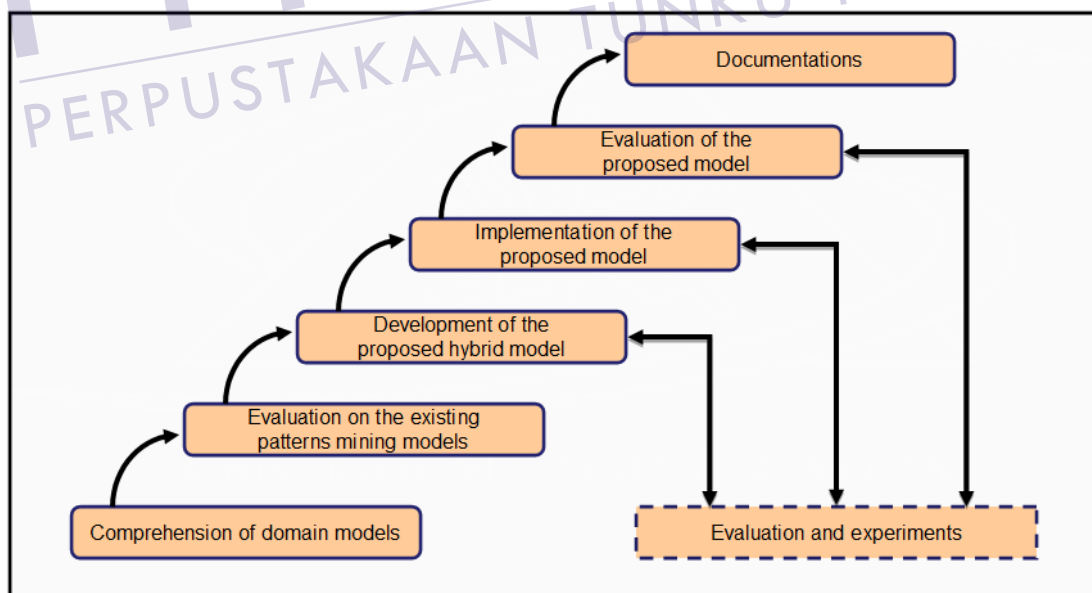 PERPUSTAKAAN TUNKU
Documentations
Evaluation of the
proposed model
Implementation of the
proposed model
Development of the
proposed hybrid model
Evaluation on the existing
patterns mining models
Comprehension of domain models
Evaluation and experiments